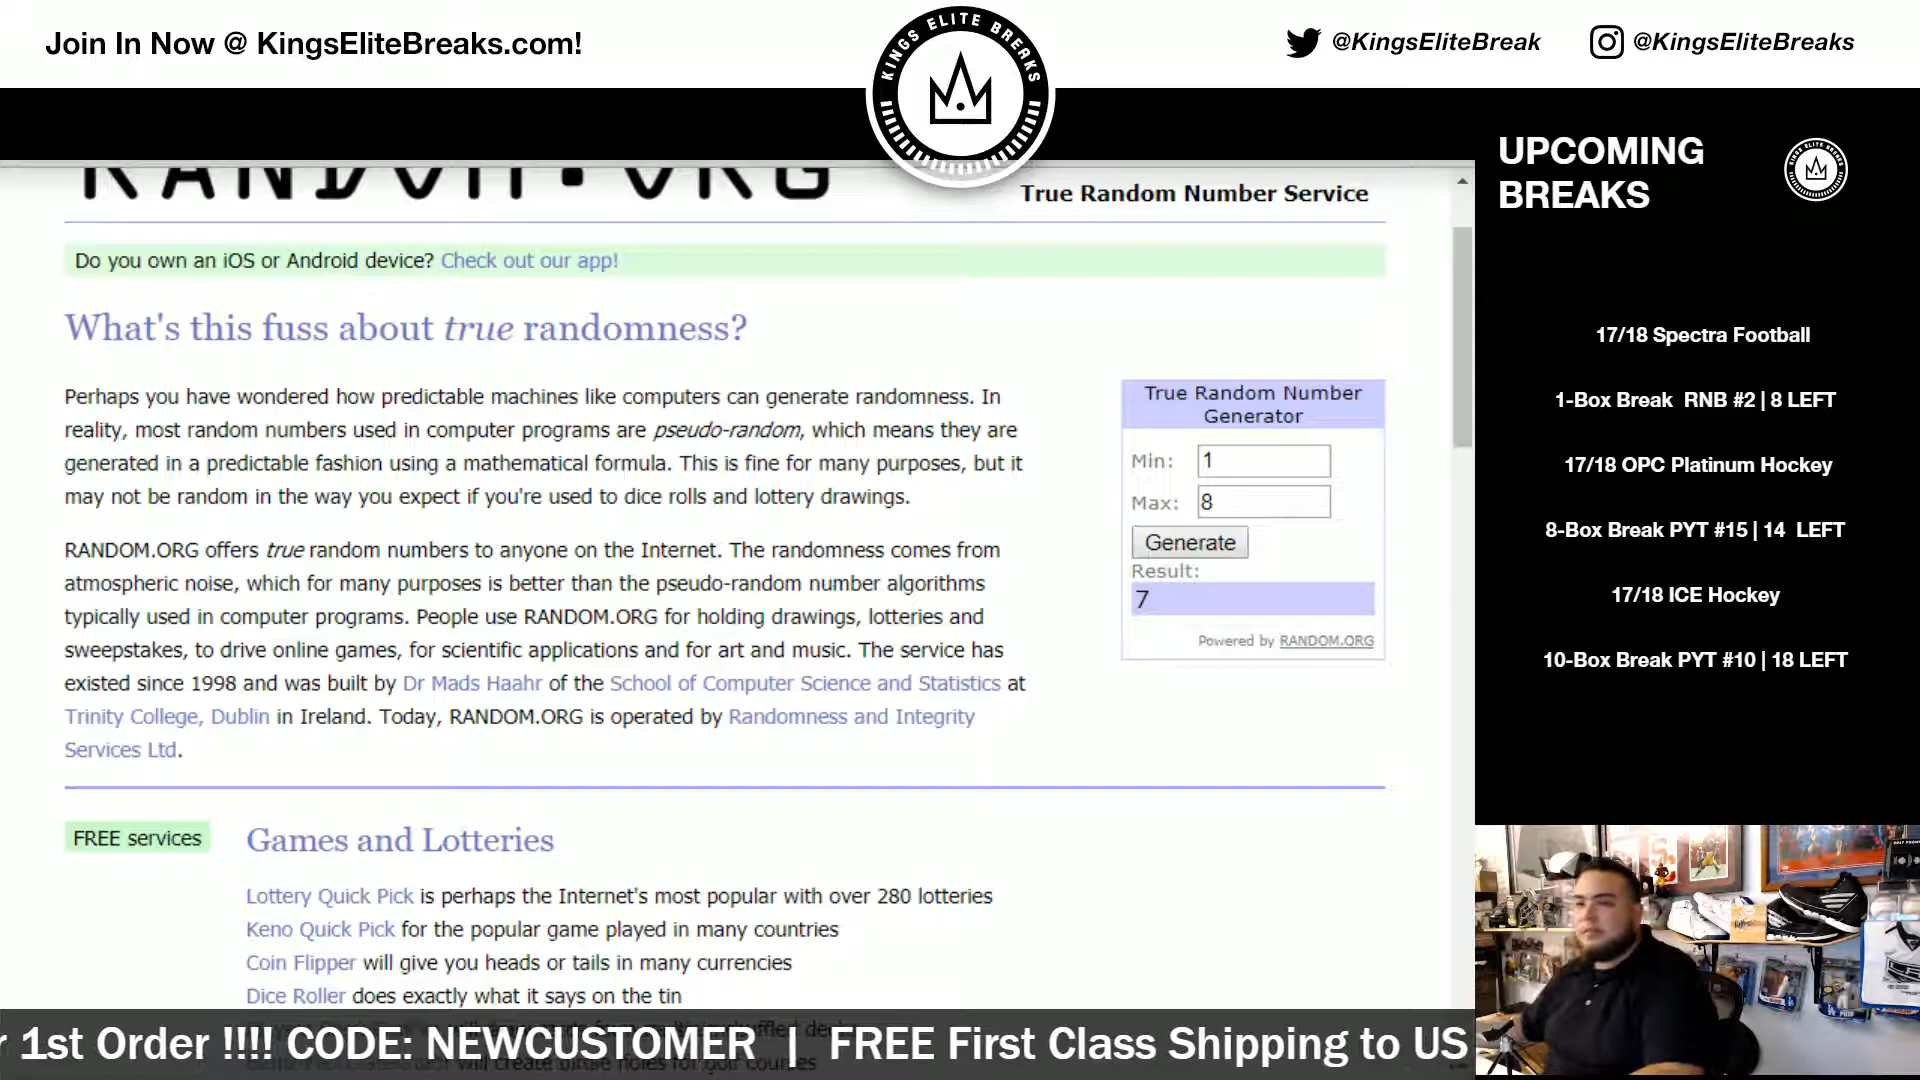 Join In Now @ KingsEliteBreaks.com!
KINGS ELITE BREAKS
@KingsEliteBreak
@KingsEliteBreaks
RANDOM.ORG
True Random Number Service
Do you own an iOS or Android device? Check out our app!
What's this fuss about true randomness?
Perhaps you have wondered how predictable machines like computers can generate randomness. In
reality, most random numbers used in computer programs are pseudo-random, which means they are
generated in a predictable fashion using a mathematical formula. This is fine for many purposes, but it
may not be random in the way you expect if you're used to dice rolls and lottery drawings.
RANDOM.ORG offers true random numbers to anyone on the Internet. The randomness comes from
atmospheric noise, which for many purposes is better than the pseudo-random number algorithms
typically used in computer programs. People use RANDOM.ORG for holding drawings, lotteries and
sweepstakes, to drive online games, for scientific applications and for art and music. The service has
existed since 1998 and was built by Dr Mads Haahr of the School of Computer Science and Statistics at
Trinity College, Dublin in Ireland. Today, RANDOM.ORG is operated by Randomness and Integrity
Services Ltd.
True Random Number
Generator
Min: 1
Max: 8
Generate
Result:
7
Powered by RANDOM.ORG
FREE services
Games and Lotteries
Lottery Quick Pick is perhaps the Internet's most popular with over 280 lotteries
Keno Quick Pick for the popular game played in many countries
Coin Flipper will give you heads or tails in many currencies
Dice Roller does exactly what it says on the tin
will create
for golf courses
UPCOMING
BREAKS
KINGS ELITE BREAKS
17/18 Spectra Football
1-Box Break RNB #2 | 8 LEFT
17/18 OPC Platinum Hockey
8-Box Break PYT #15 | 14 LEFT
17/18 ICE Hockey
10-Box Break PYT #10 | 18 LEFT
r 1st Order !!!! CODE: NEWCUSTOMER | FREE First Class Shipping to US